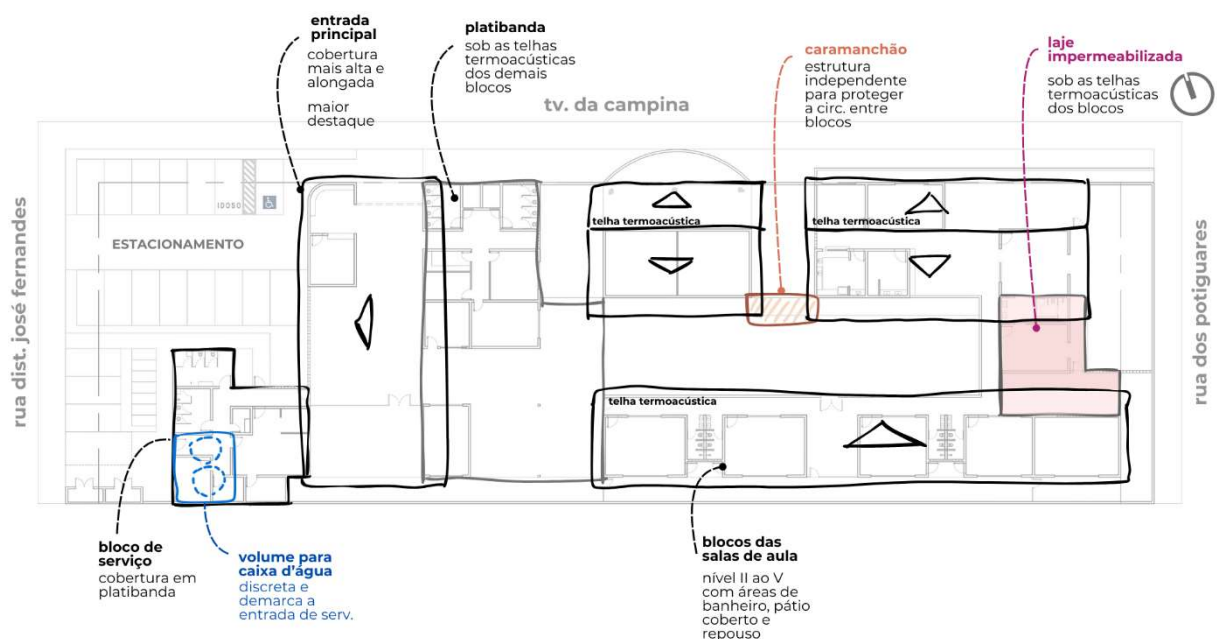 entrada
principal
cobertura
mais alta e
alongada
maior
destaque
platibanda
sob as telhas
termoacústicas
dos demais
blocos
tv. da campina
caramanchão
estrutura
independente
para proteger
a circ. entre
blocos
laje
impermeabilizada
sob as telhas
termoacústicas
dos blocos
rua dist. josé fernandes
ESTACIONAMENTO
IDOSO
telha termoacústica
telha termoacústica
telha termoacústica
rua dos potiguares
bloco de
serviço
cobertura em
platibanda
volume para
caixa d'água
discreta e
demarca a
entrada de serv.
blocos das
salas de aula
nível II ao V
com áreas de
banheiro, pátio
coberto e
repouso